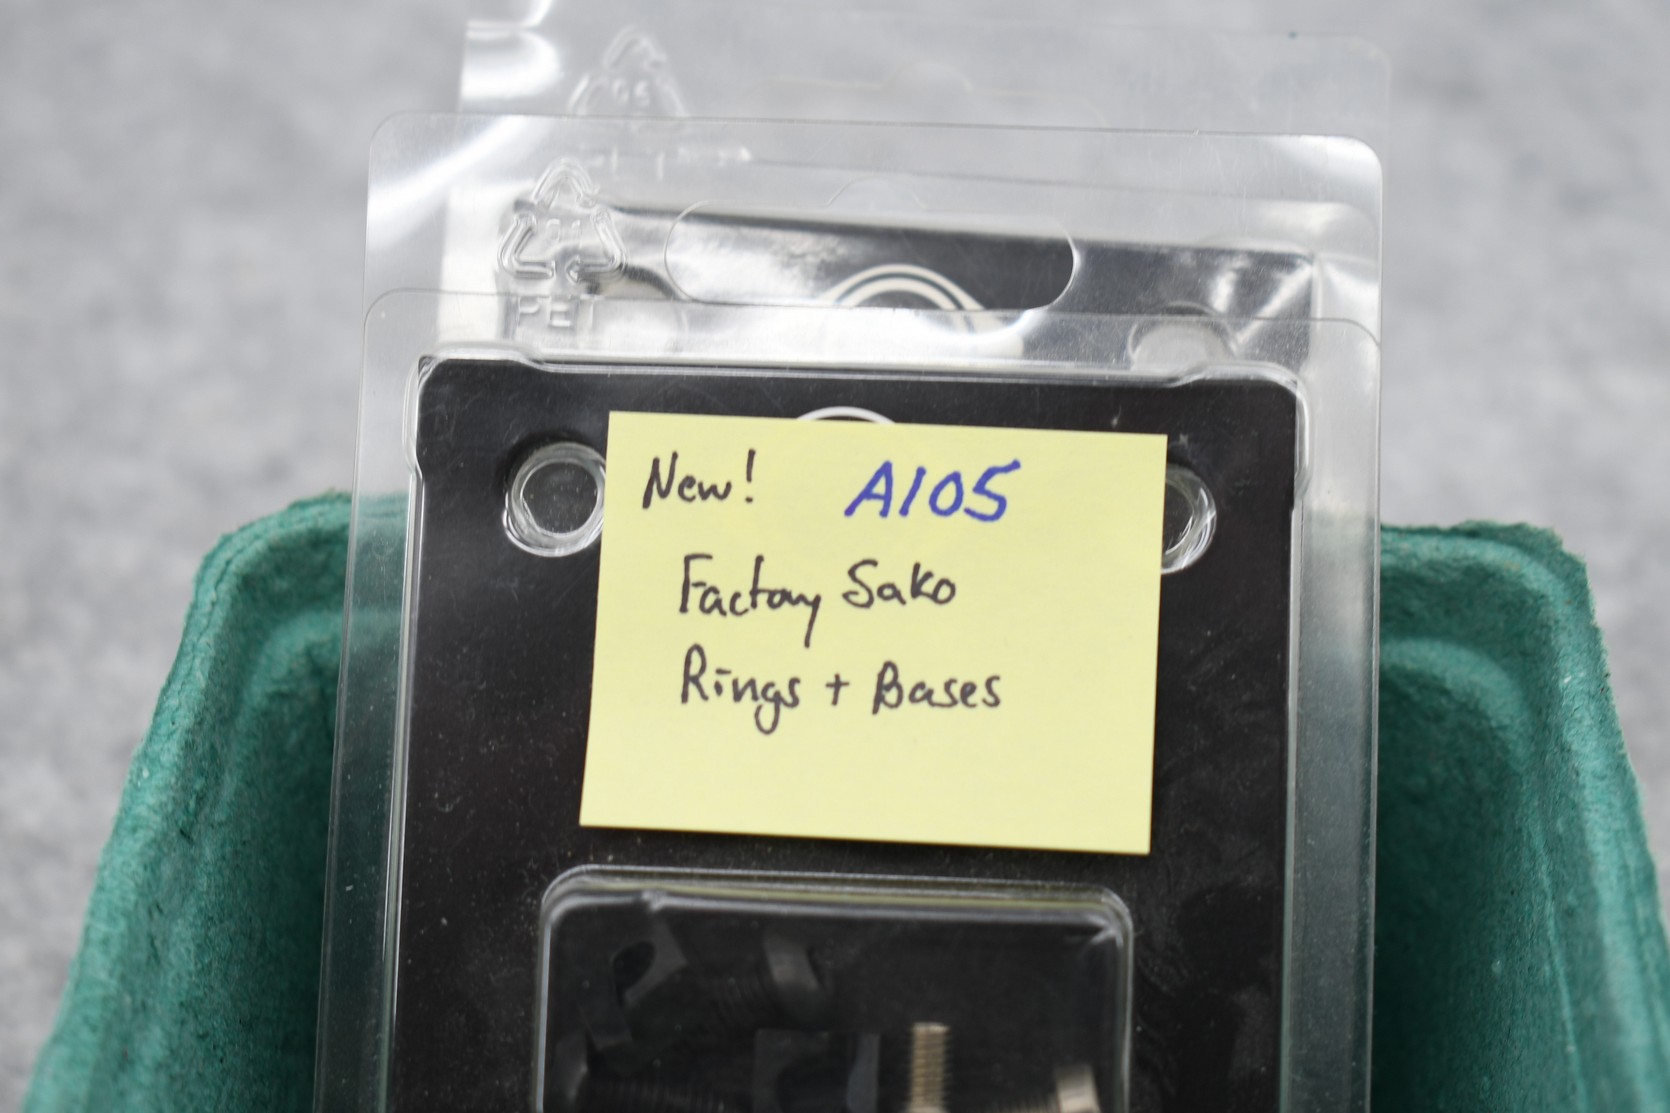 PET
New! A105
Factory Sako
Rings + Bases